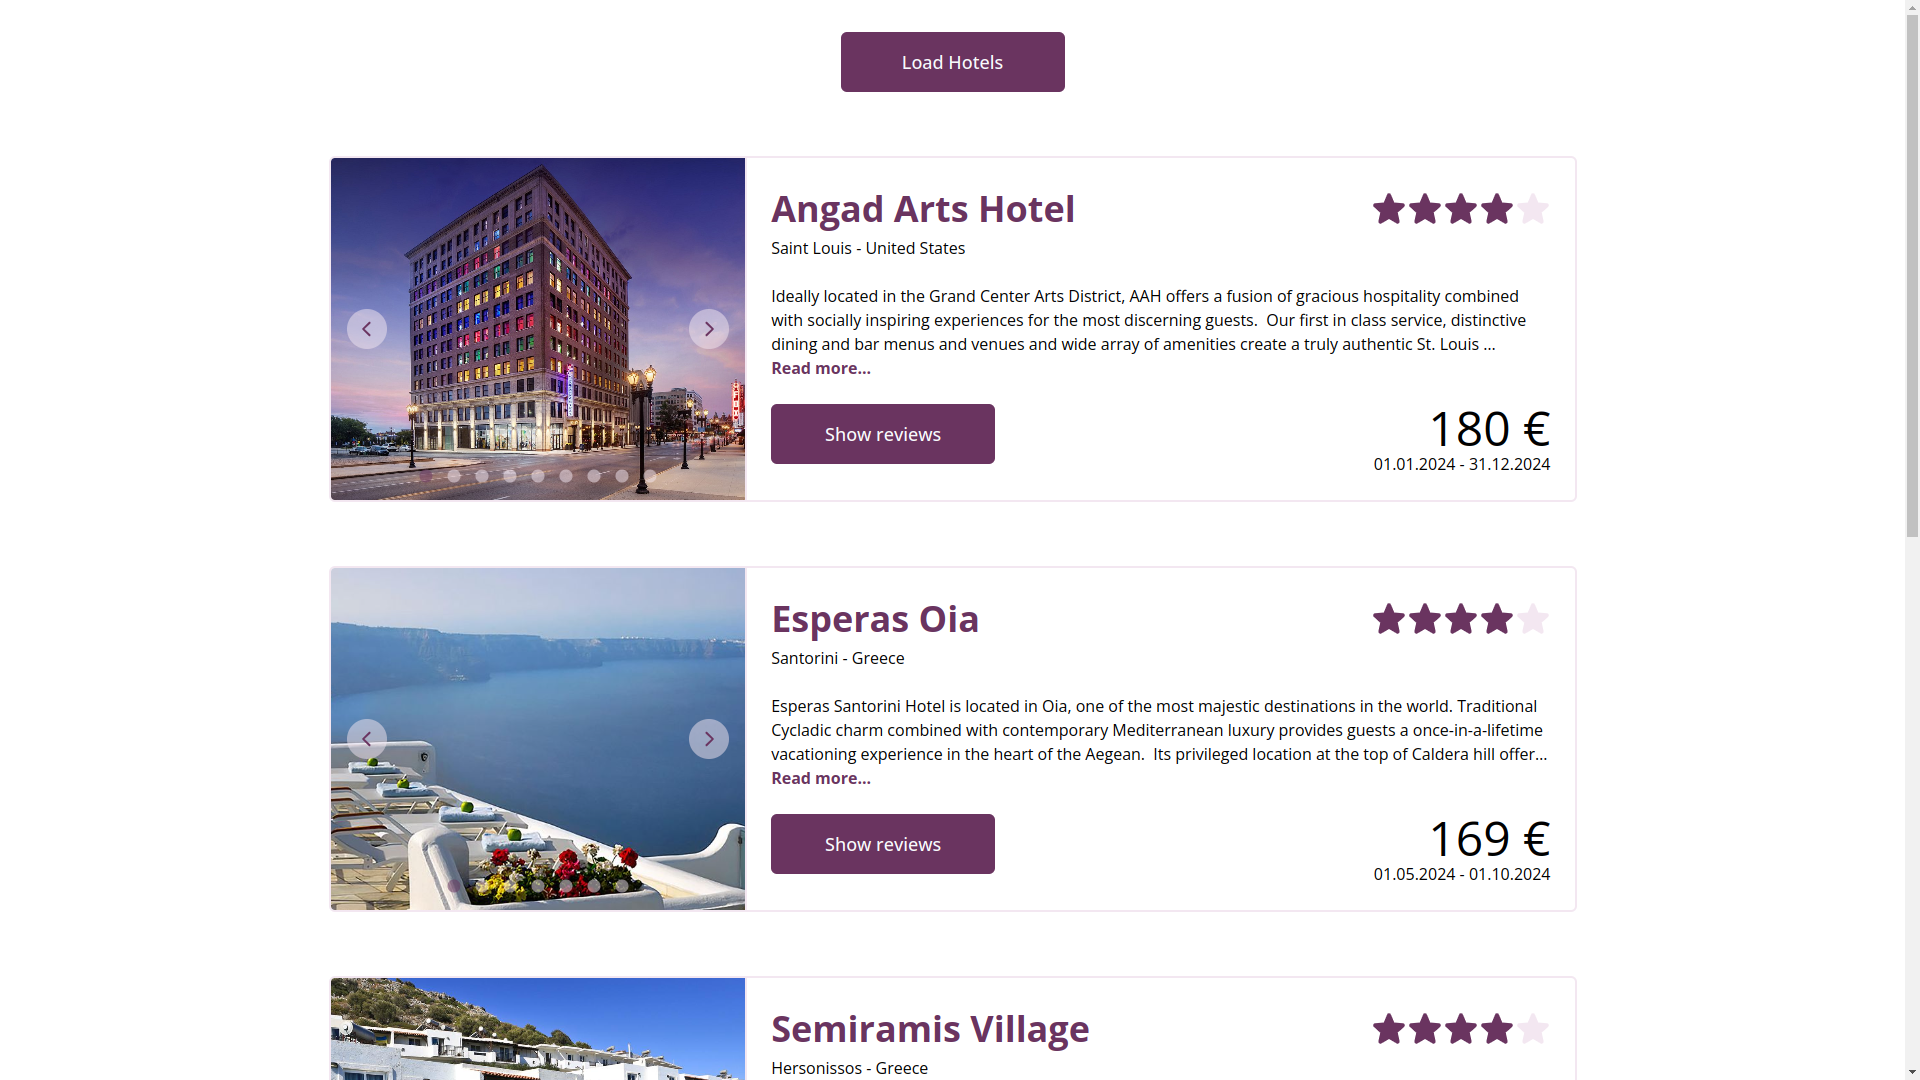 Load Hotels
Angad Arts Hotel
Saint Louis - United States
Ideally located in the Grand Center Arts District, AAH offers a fusion of gracious hospitality combined
with socially inspiring experiences for the most discerning guests.  Our first in class service, distinctive
dining and bar menus and venues and wide array of amenities create a truly authentic St. Louis ...
Read more...
Show reviews
180 €
01.01.2024 - 31.12.2024
Esperas Oia
Santorini - Greece
Esperas Santorini Hotel is located in Oia, one of the most majestic destinations in the world. Traditional
Cycladic charm combined with contemporary Mediterranean luxury provides guests a once-in-a-lifetime
vacationing experience in the heart of the Aegean.  Its privileged location at the top of Caldera hill offer...
Read more...
Show reviews
169 €
01.05.2024 - 01.10.2024
Semiramis Village
Hersonissos - Greece